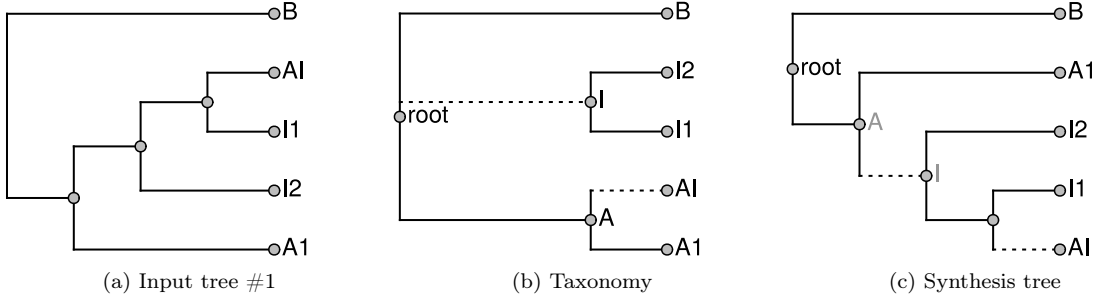 B
AI
I1
I2
A1
(a) Input tree #1
B
I2
I
root
I1
AI
A
A1
(b) Taxonomy
B
root
A1
A
I2
I
I1
AI
(c) Synthesis tree